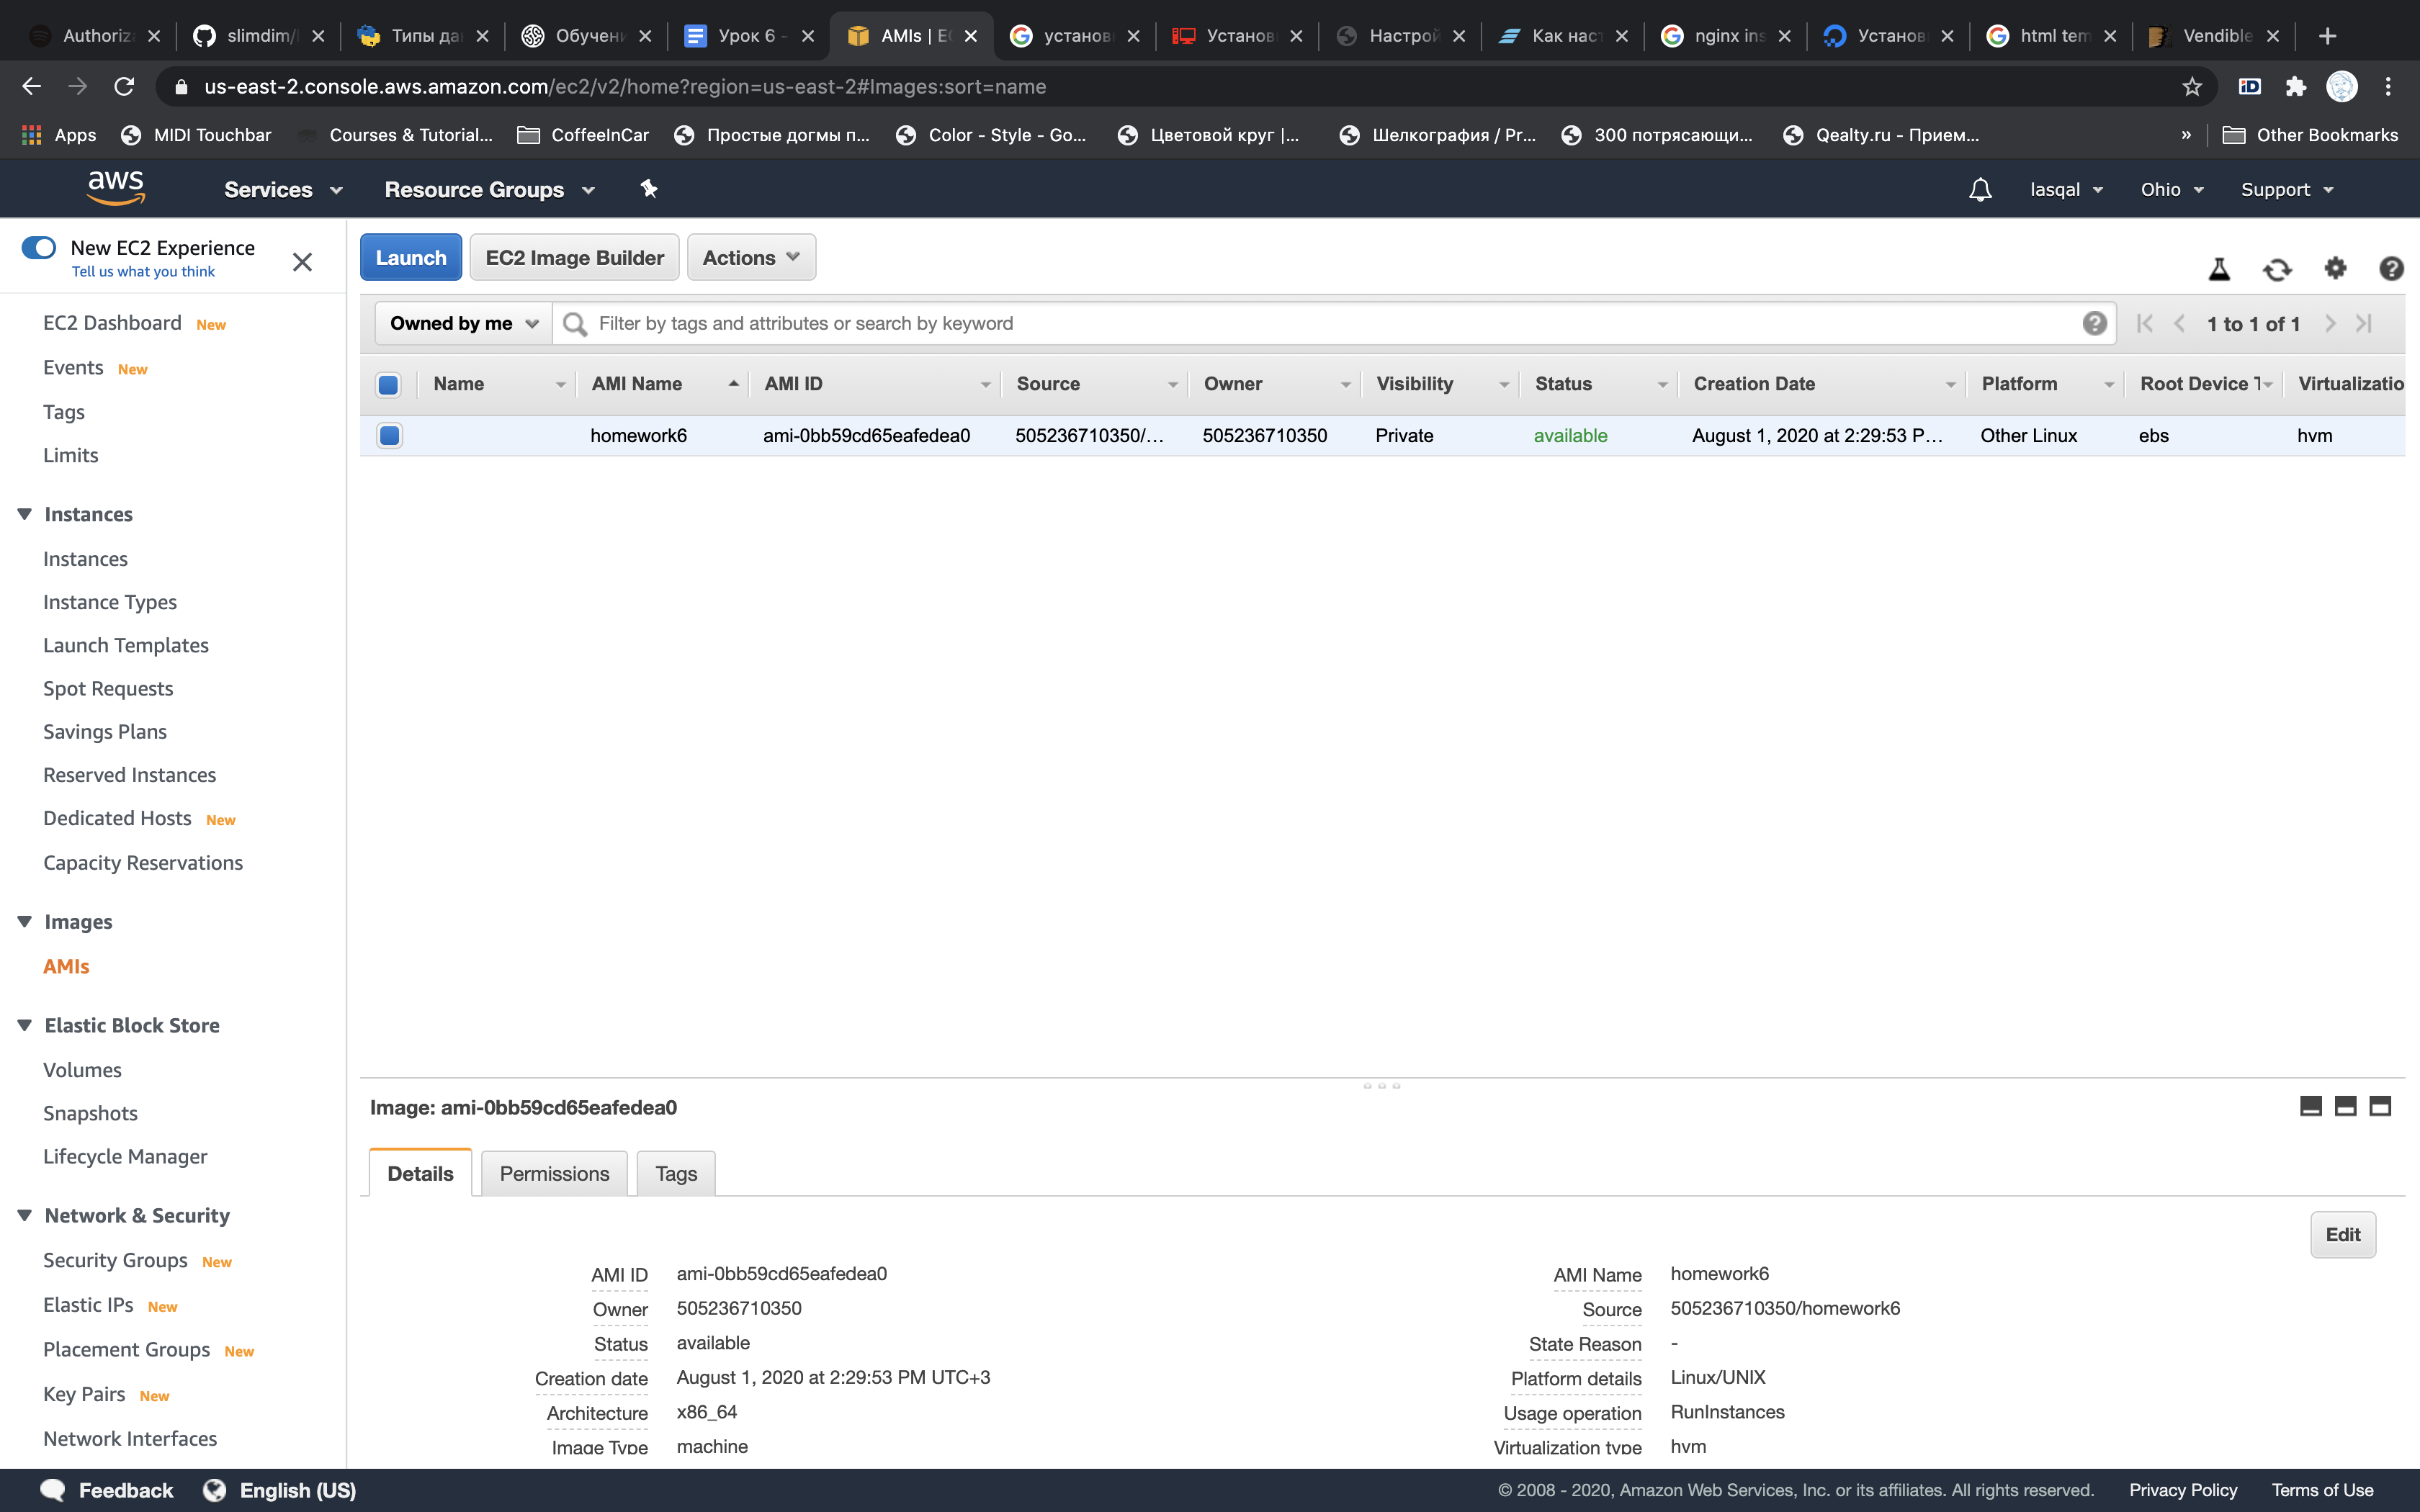 Authoriz
slimdim/
Типы да
Обучени
Урок 6 -
AMIs | E
установ
Установ
Настрой
Как нас
nginx ins
Установ
html tem
Vendible
us-east-2.console.aws.amazon.com/ec2/v2/home?region=us-east-2#Images:sort=name
Apps
MIDI Touchbar
Courses & Tutorial...
CoffeeInCar
Простые догмы п...
Color - Style - Go...
Цветовой круг |...
Шелкография / Pr...
300 потрясающи...
Qealty.ru - Прием...
»
Other Bookmarks
aws
Services
Resource Groups
lasqal
Ohio
Support
New EC2 Experience
Tell us what you think
EC2 Dashboard New
Events New
Tags
Limits
Instances
Instances
Instance Types
Launch Templates
Spot Requests
Savings Plans
Reserved Instances
Dedicated Hosts New
Capacity Reservations
Images
AMIs
Elastic Block Store
Volumes
Snapshots
Lifecycle Manager
Network & Security
Security Groups New
Elastic IPs New
Placement Groups New
Key Pairs New
Network Interfaces
Launch
EC2 Image Builder
Actions
Owned by me
Filter by tags and attributes or search by keyword
1 to 1 of 1
Name AMI Name AMI ID Source Owner Visibility Status Creation Date Platform Root Device T Virtualizatio
homework6 ami-0bb59cd65eafedea0 505236710350/... 505236710350 Private available August 1, 2020 at 2:29:53 P... Other Linux ebs hvm
Image: ami-0bb59cd65eafedea0
Details
Permissions
Tags
Edit
AMI ID ami-0bb59cd65eafedea0
Owner 505236710350
Status available
Creation date August 1, 2020 at 2:29:53 PM UTC+3
Architecture x86_64
Image Type machine
AMI Name homework6
Source 505236710350/homework6
State Reason -
Platform details Linux/UNIX
Usage operation RunInstances
Virtualization type hvm
Feedback
English (US)
© 2008 - 2020, Amazon Web Services, Inc. or its affiliates. All rights reserved.
Privacy Policy
Terms of Use